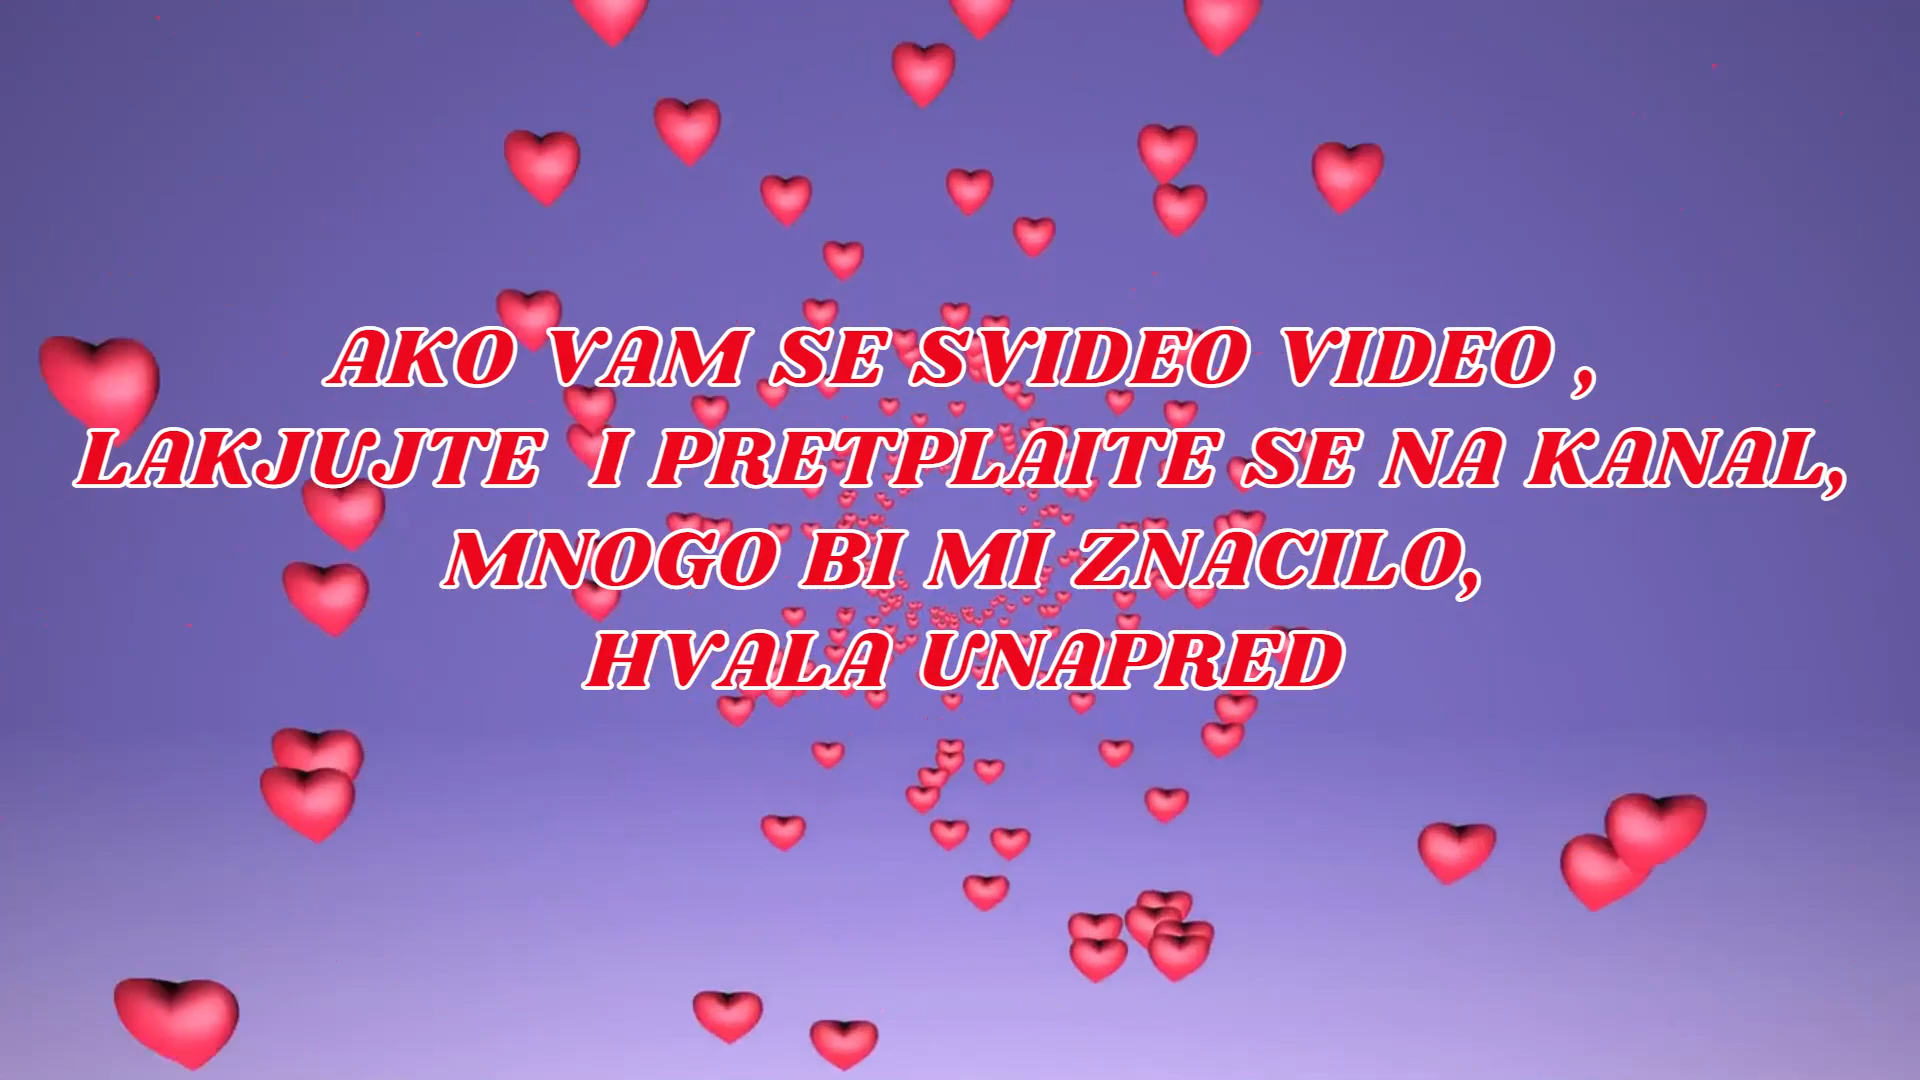 AKO VAM SE SVIDEO VIDEO ,
LAKJUJTE I PRETPLAITE SE NA KANAL,
MNOGO BI MI ZNACILO,
HVALA UNAPRED